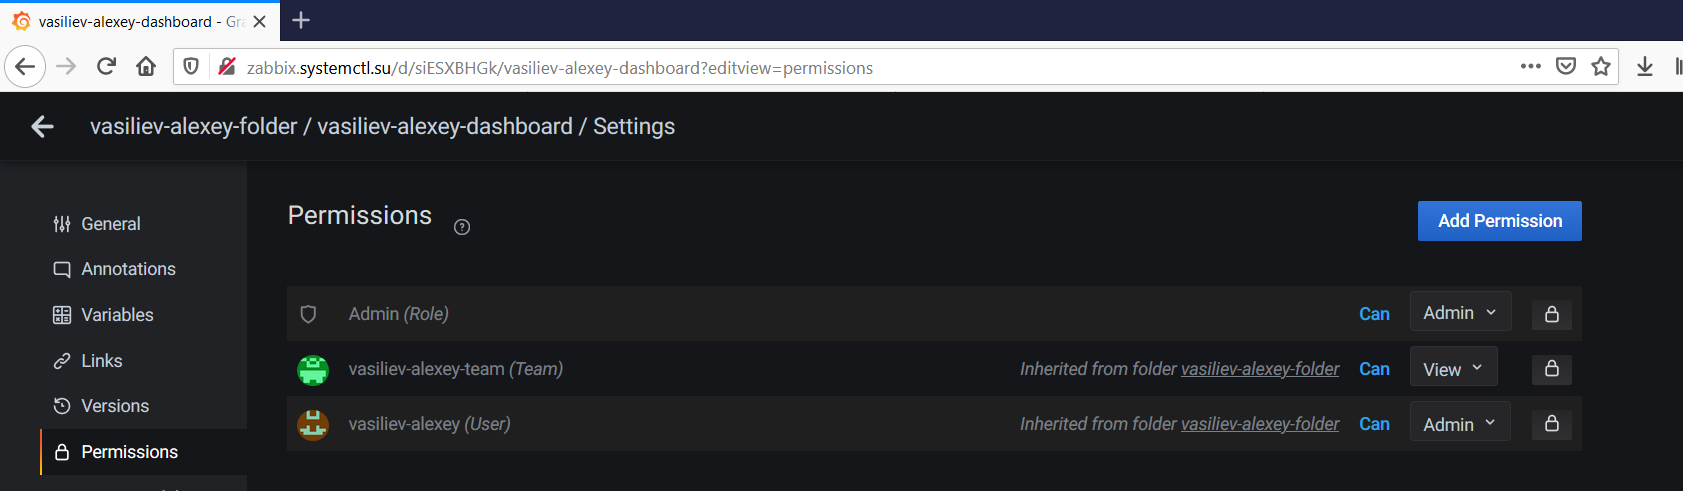 vasiliev-alexey-dashboard - Gra
zabbix.systemctl.su/d/siESXBHGk/vasiliev-alexey-dashboard?editview=permissions
vasiliev-alexey-folder / vasiliev-alexey-dashboard / Settings
General
Annotations
Variables
Links
Versions
Permissions
Permissions
Add Permission
Admin (Role) Can Admin
vasiliev-alexey-team (Team) Inherited from folder vasiliev-alexey-folder Can View
vasiliev-alexey (User) Inherited from folder vasiliev-alexey-folder Can Admin